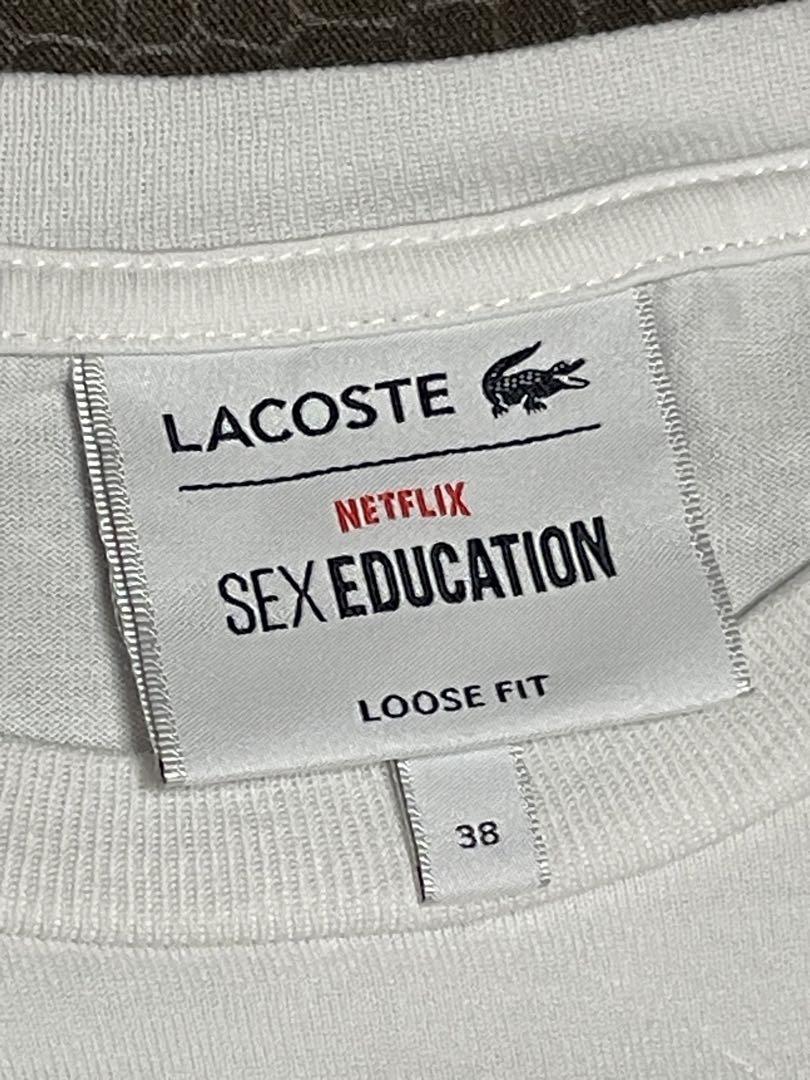 LACOSTE
NETFLIX
SEX EDUCATION
LOOSE FIT
38